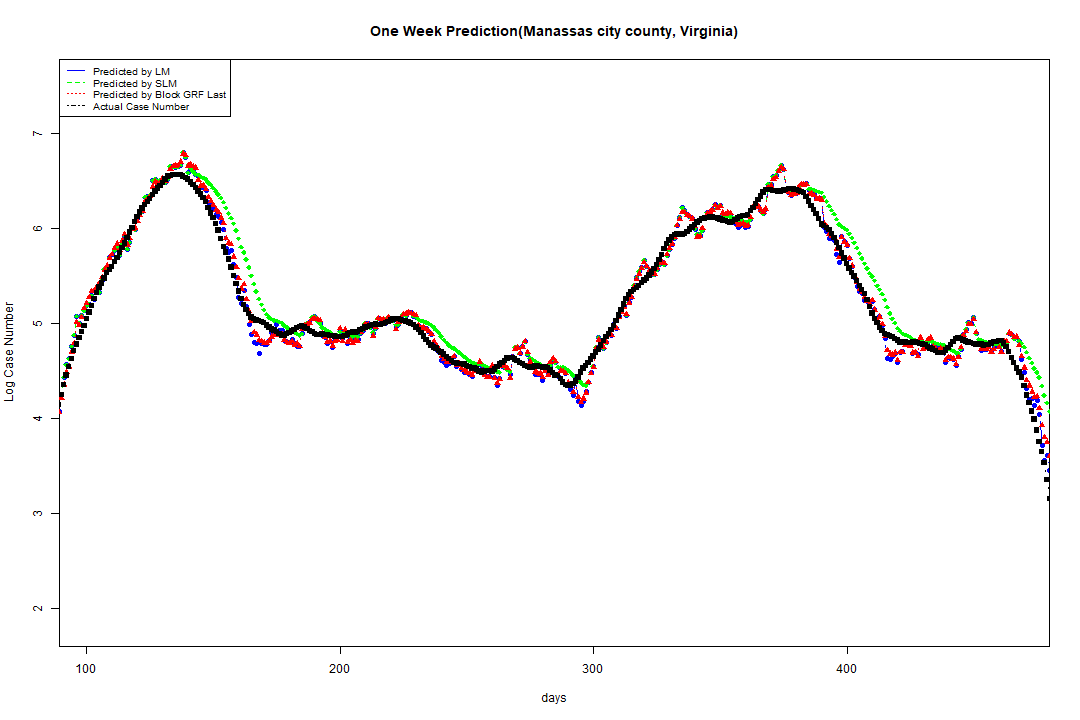 One Week Prediction(Manassas city county, Virginia)
Predicted by LM
Predicted by SLM
Predicted by Block GRF Last
Actual Case Number
7
6
5
4
3
2
Log Case Number
100 200 300 400
days